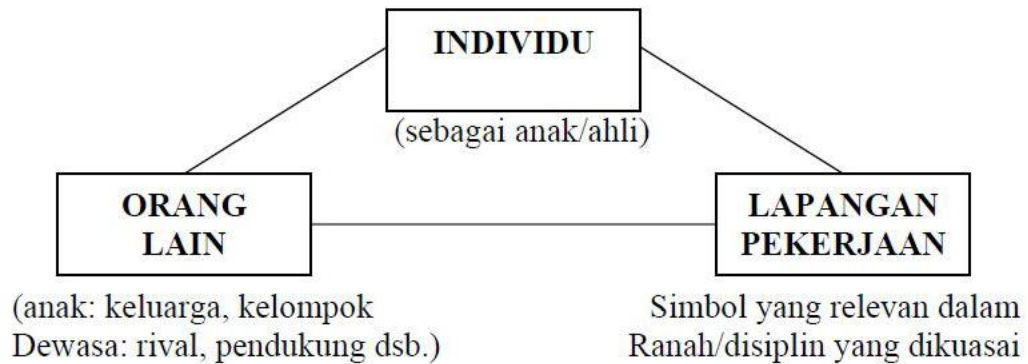 INDIVIDU
(sebagai anak/ahli)
ORANG
LAIN
LAPANGAN
PEKERJAAN
(anak: keluarga, kelompok
Dewasa: rival, pendukung dsb.)
Simbol yang relevan dalam
Ranah/disiplin yang dikuasai